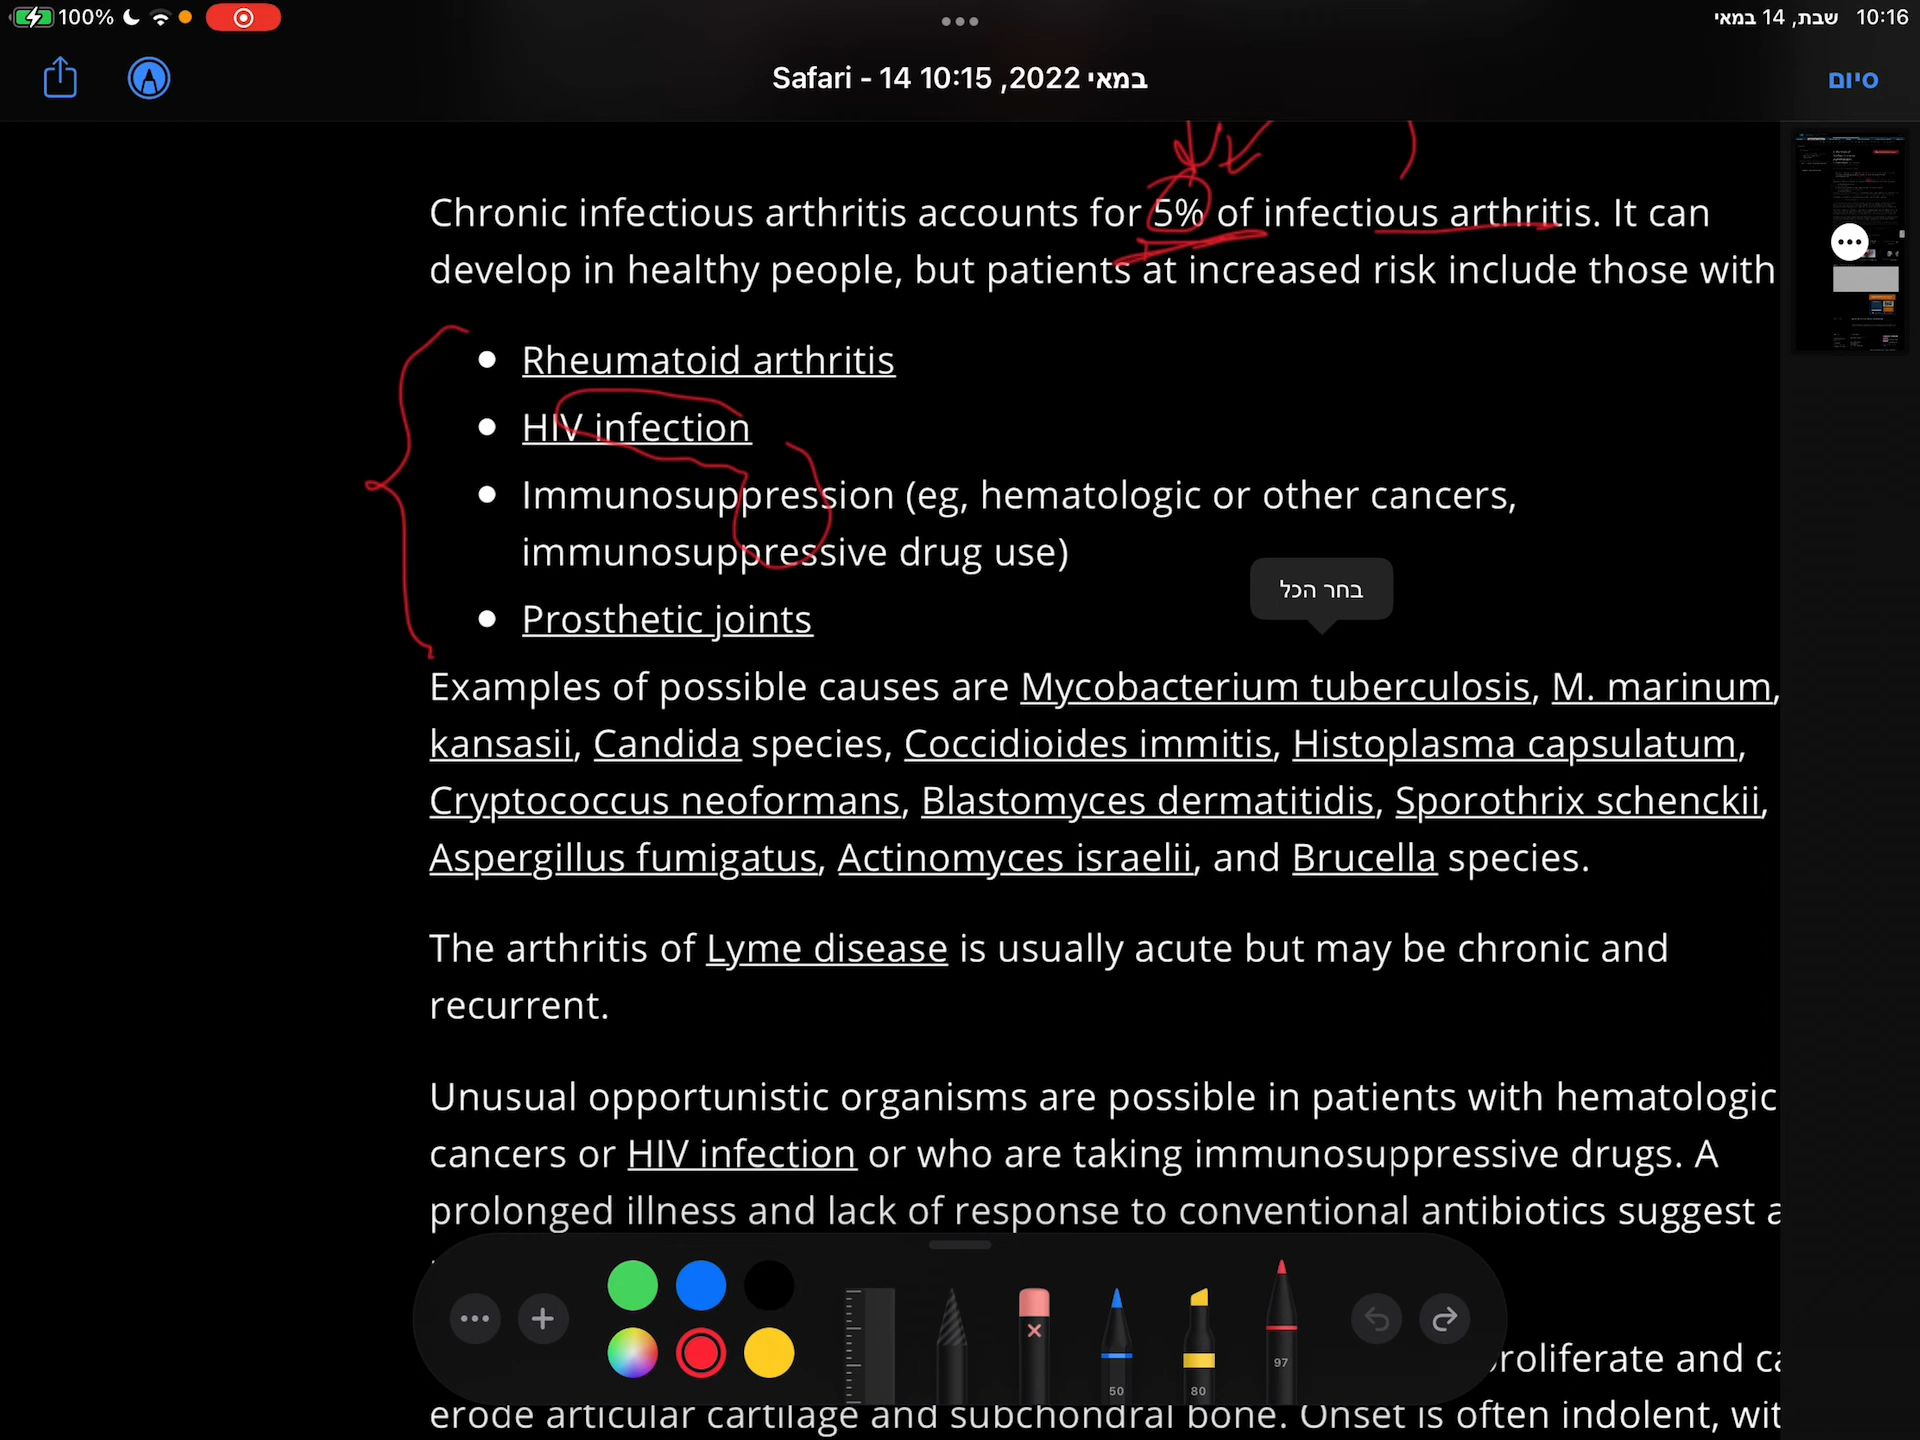 100%
שבת, 14 במאי 10:16
Safari - 14 במאי 2022, 10:15
סיום
Chronic infectious arthritis accounts for 5% of infectious arthritis. It can
develop in healthy people, but patients at increased risk include those with
Rheumatoid arthritis
HIV infection
Immunosuppression (eg, hematologic or other cancers,
immunosuppressive drug use)
בחר הכל
Prosthetic joints
Examples of possible causes are Mycobacterium tuberculosis, M. marinum,
kansasii, Candida species, Coccidioides immitis, Histoplasma capsulatum,
Cryptococcus neoformans, Blastomyces dermatitidis, Sporothrix schenckii,
Aspergillus fumigatus, Actinomyces israelii, and Brucella species.
The arthritis of Lyme disease is usually acute but may be chronic and
recurrent.
Unusual opportunistic organisms are possible in patients with hematologic
cancers or HIV infection or who are taking immunosuppressive drugs. A
prolonged illness and lack of response to conventional antibiotics suggest a
50 80 97
roliferate and ca
erode articular cartilage and subchondral bone. Onset is often indolent, wit